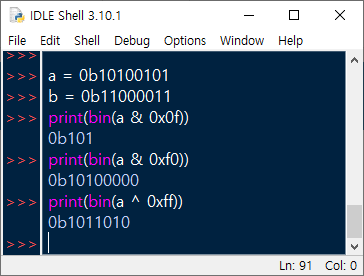 IDLE Shell 3.10.1
File Edit Shell Debug Options Window Help
>>>
>>> a = 0b10100101
>>> b = 0b11000011
>>> print(bin(a & 0x0f))
0b101
>>> print(bin(a & 0xf0))
0b10100000
>>> print(bin(a ^ 0xff))
0b1011010
>>>
Ln: 91 Col: 0